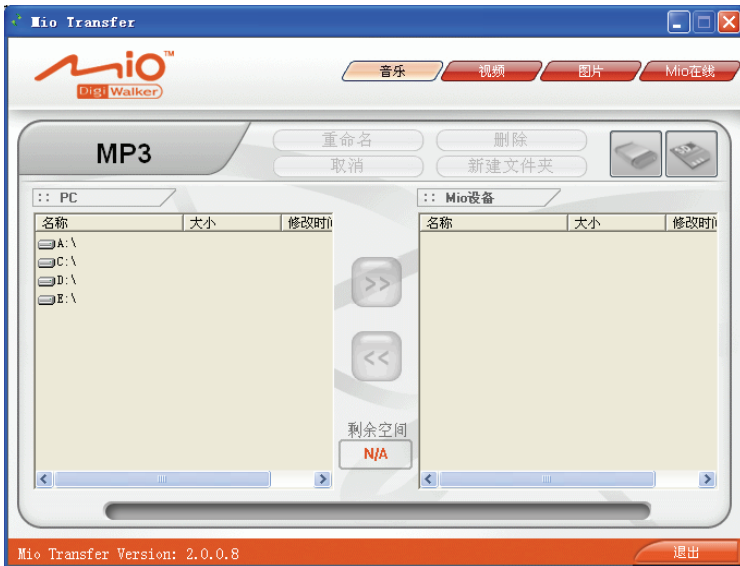 Mio Transfer
Mio™
DigiWalker
音乐 视频 图片 Mio在线
MP3
重命名 删除
取消 新建文件夹
:: PC
:: Mio设备
名称 大小 修改时间
名称 大小 修改时间
A:\
C:\
D:\
E:\
>>
<<
剩余空间
N/A
Mio Transfer Version: 2.0.0.8
退出